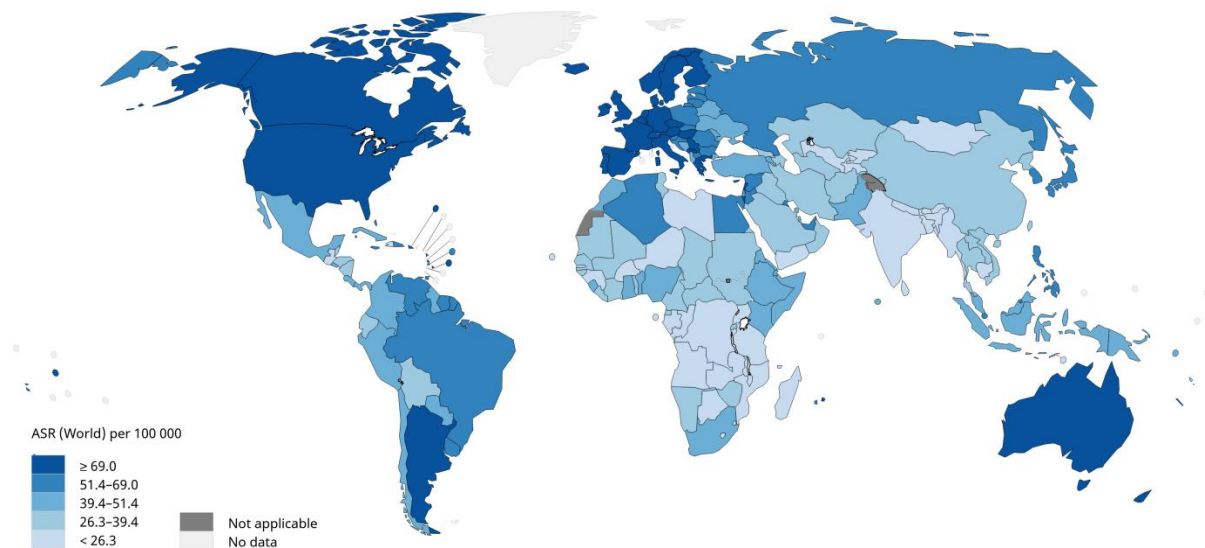 ASR (World) per 100 000
≥ 69.0
51.4–69.0
39.4–51.4
26.3–39.4
< 26.3
Not applicable
No data